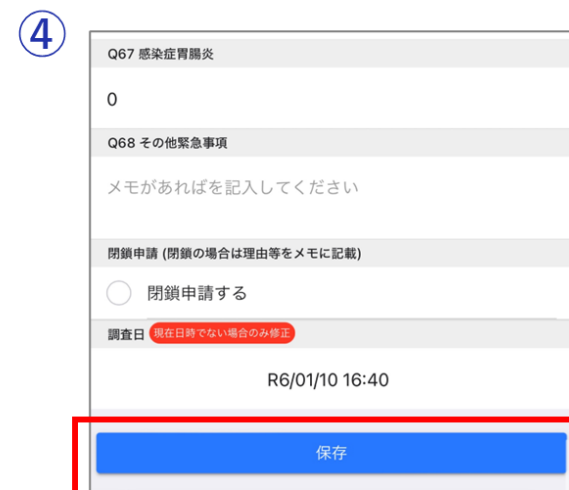 ④
Q67 感染症胃腸炎
0
Q68 その他緊急事項
メモがあればを記入してください
閉鎖申請 (閉鎖の場合は理由等をメモに記載)
閉鎖申請する
調査日 現在日時でない場合のみ修正
R6/01/10 16:40
保存